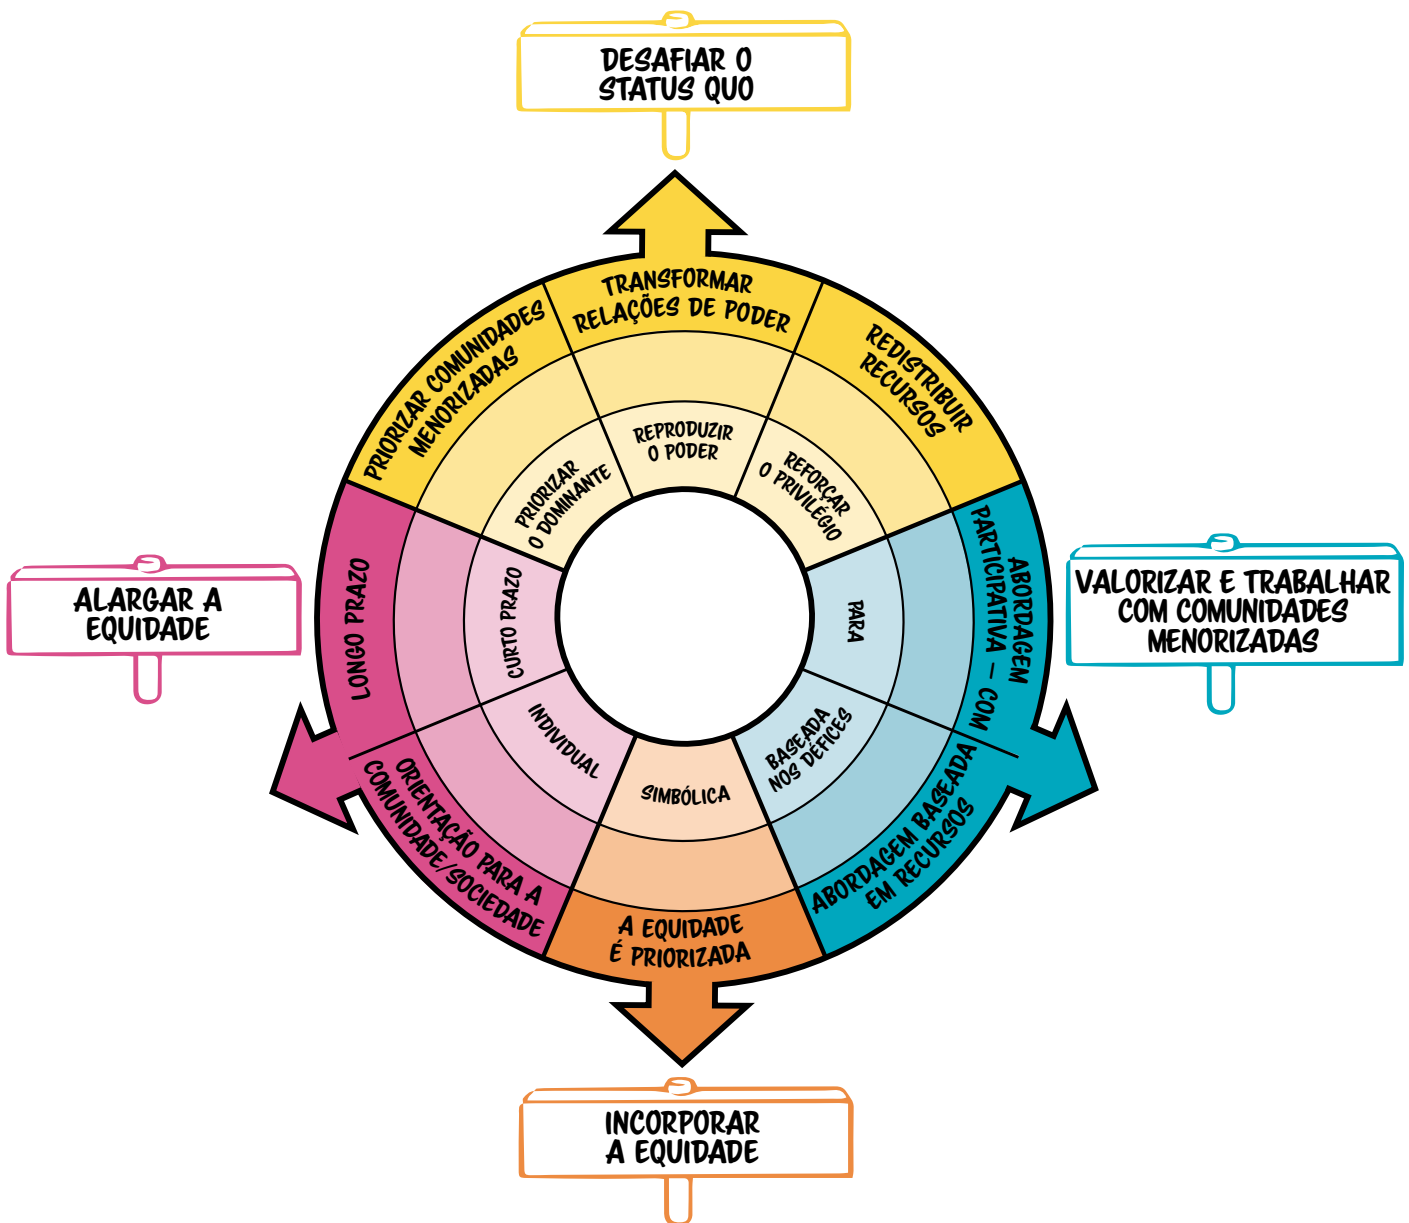 DESAFIAR O
STATUS QUO
TRANSFORMAR
RELAÇÕES DE PODER
PRIORIZAR COMUNIDADES
MENORIZADAS
REDISTRIBUIR
RECURSOS
REPRODUZIR
O PODER
PRIORIZAR
O DOMINANTE
REFORÇAR
O PRIVILÉGIO
ALARGAR A
EQUIDADE
LONGO PRAZO
CURTO PRAZO
PARA
ABORDAGEM
PARTICIPATIVA – COM
VALORIZAR E TRABALHAR
COM COMUNIDADES
MENORIZADAS
ORIENTAÇÃO PARA A
COMUNIDADE/SOCIEDADE
INDIVIDUAL
SIMBÓLICA
BASEADA
NOS DÉFICES
ABORDAGEM BASEADA
EM RECURSOS
A EQUIDADE
É PRIORIZADA
INCORPORAR
A EQUIDADE